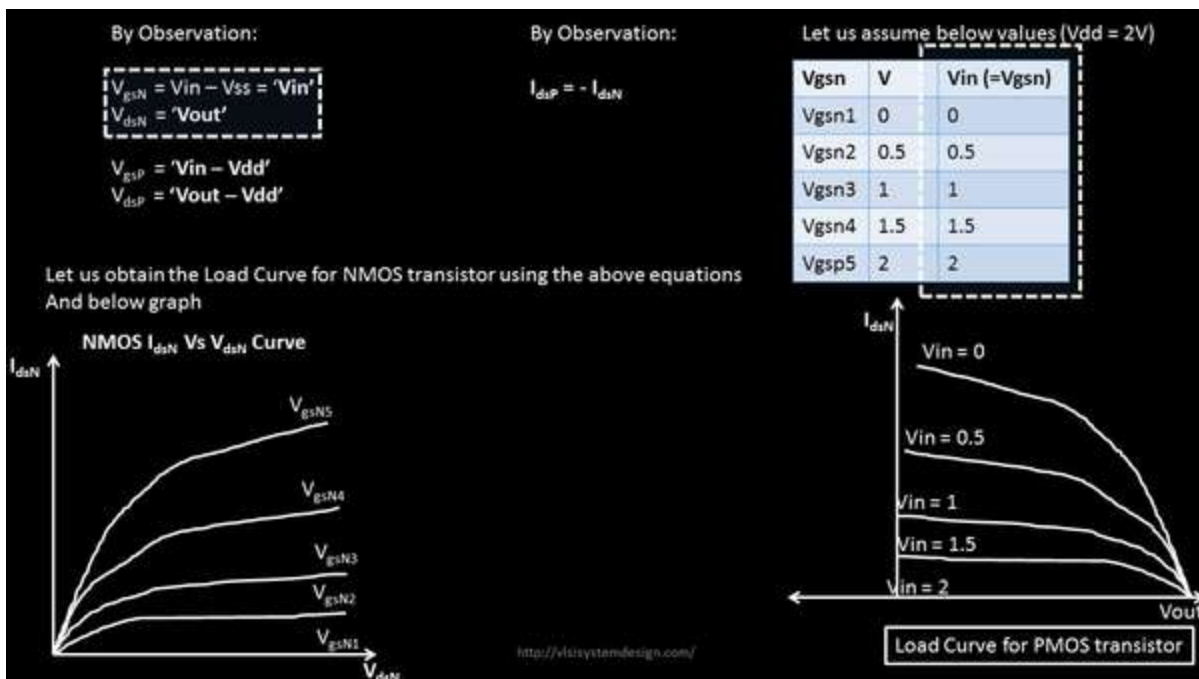 By Observation:
VgsN = Vin – Vss = ‘Vin’
VdsN = ‘Vout’
VgsP = ‘Vin – Vdd’
VdsP = ‘Vout – Vdd’
By Observation:
IdsP = - IdsN
Let us assume below values (Vdd = 2V)
Vgsn V Vin (=Vgsn)
Vgsn1 0 0
Vgsn2 0.5 0.5
Vgsn3 1 1
Vgsn4 1.5 1.5
Vgsp5 2 2
Let us obtain the Load Curve for NMOS transistor using the above equations
And below graph
NMOS IdsN Vs VdsN Curve
IdsN
VgsN5
VgsN4
VgsN3
VgsN2
VgsN1
VdsN
http://vlsisystemdesign.com/
IdsN
Vin = 0
Vin = 0.5
Vin = 1
Vin = 1.5
Vin = 2
Vout
Load Curve for PMOS transistor